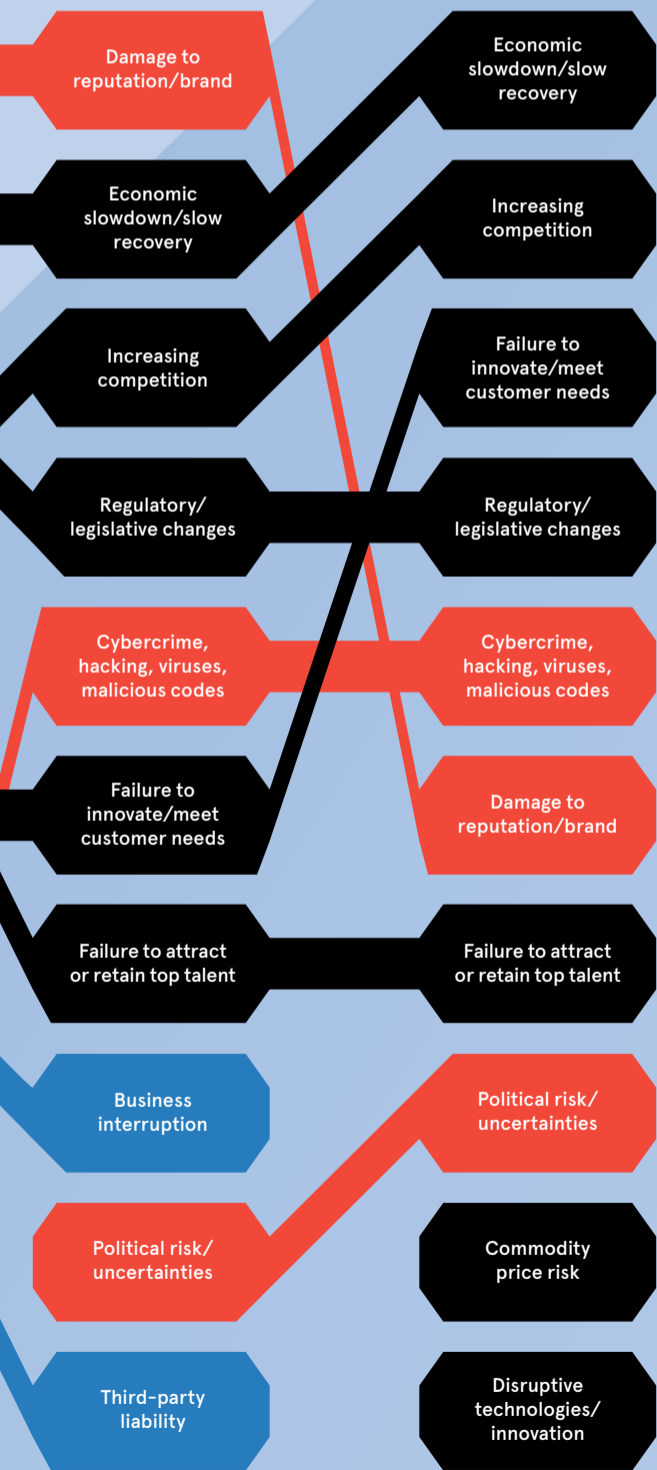 Damage to
reputation/brand
Economic
slowdown/slow
recovery
Increasing
competition
Regulatory/
legislative changes
Cybercrime,
hacking, viruses,
malicious codes
Failure to
innovate/meet
customer needs
Failure to attract
or retain top talent
Business
interruption
Political risk/
uncertainties
Third-party
liability
Economic
slowdown/slow
recovery
Increasing
competition
Failure to
innovate/meet
customer needs
Regulatory/
legislative changes
Cybercrime,
hacking, viruses,
malicious codes
Damage to
reputation/brand
Failure to attract
or retain top talent
Political risk/
uncertainties
Commodity
price risk
Disruptive
technologies/
innovation